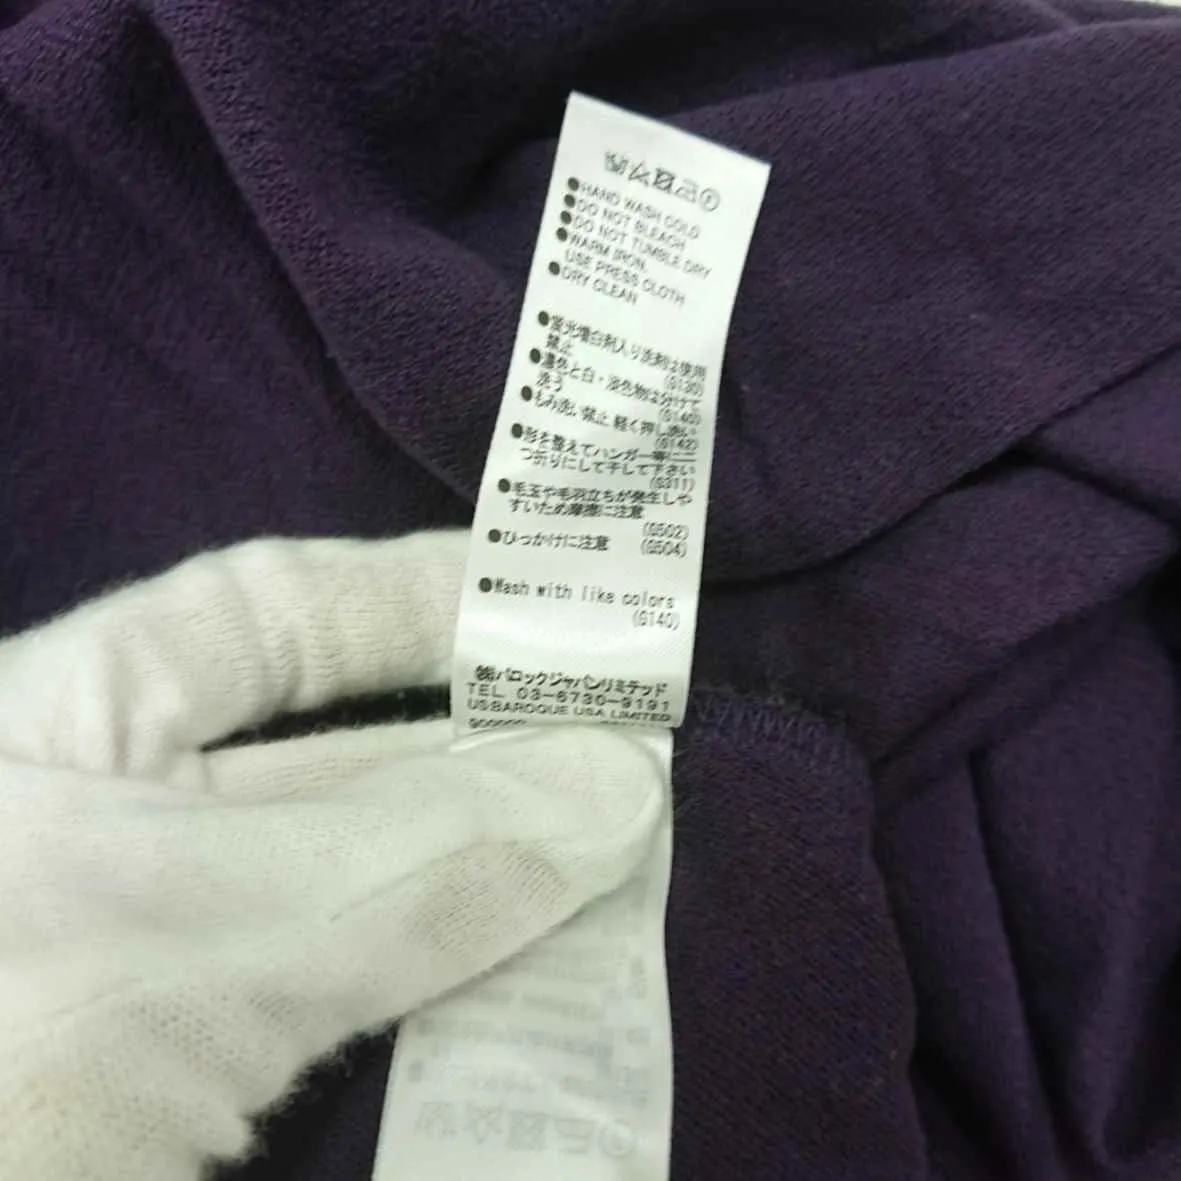 ●HAND WASH COLD
●DO NOT BLEACH
●DO NOT TUMBLE DRY
●WARM IRON,
USE PRESS CLOTH
●DRY CLEAN
●蛍光増白剤入り洗剤は使用
禁止 (G130)
●濃色と白・淡色物は分けて
洗う (G140)
●もみ洗い禁止 軽く押し洗い
(G142)
●形を整えてハンガー等に二
つ折りにして干して下さい
(G311)
●毛玉や毛羽立ちが発生しや
すいため摩擦に注意
(G502)
●ひっかけに注意 (G504)
●Wash with like colors
(G140)
㈱バロックジャパンリミテッド
TEL 03-6730-9191
US:BAROQUE USA LIMITED